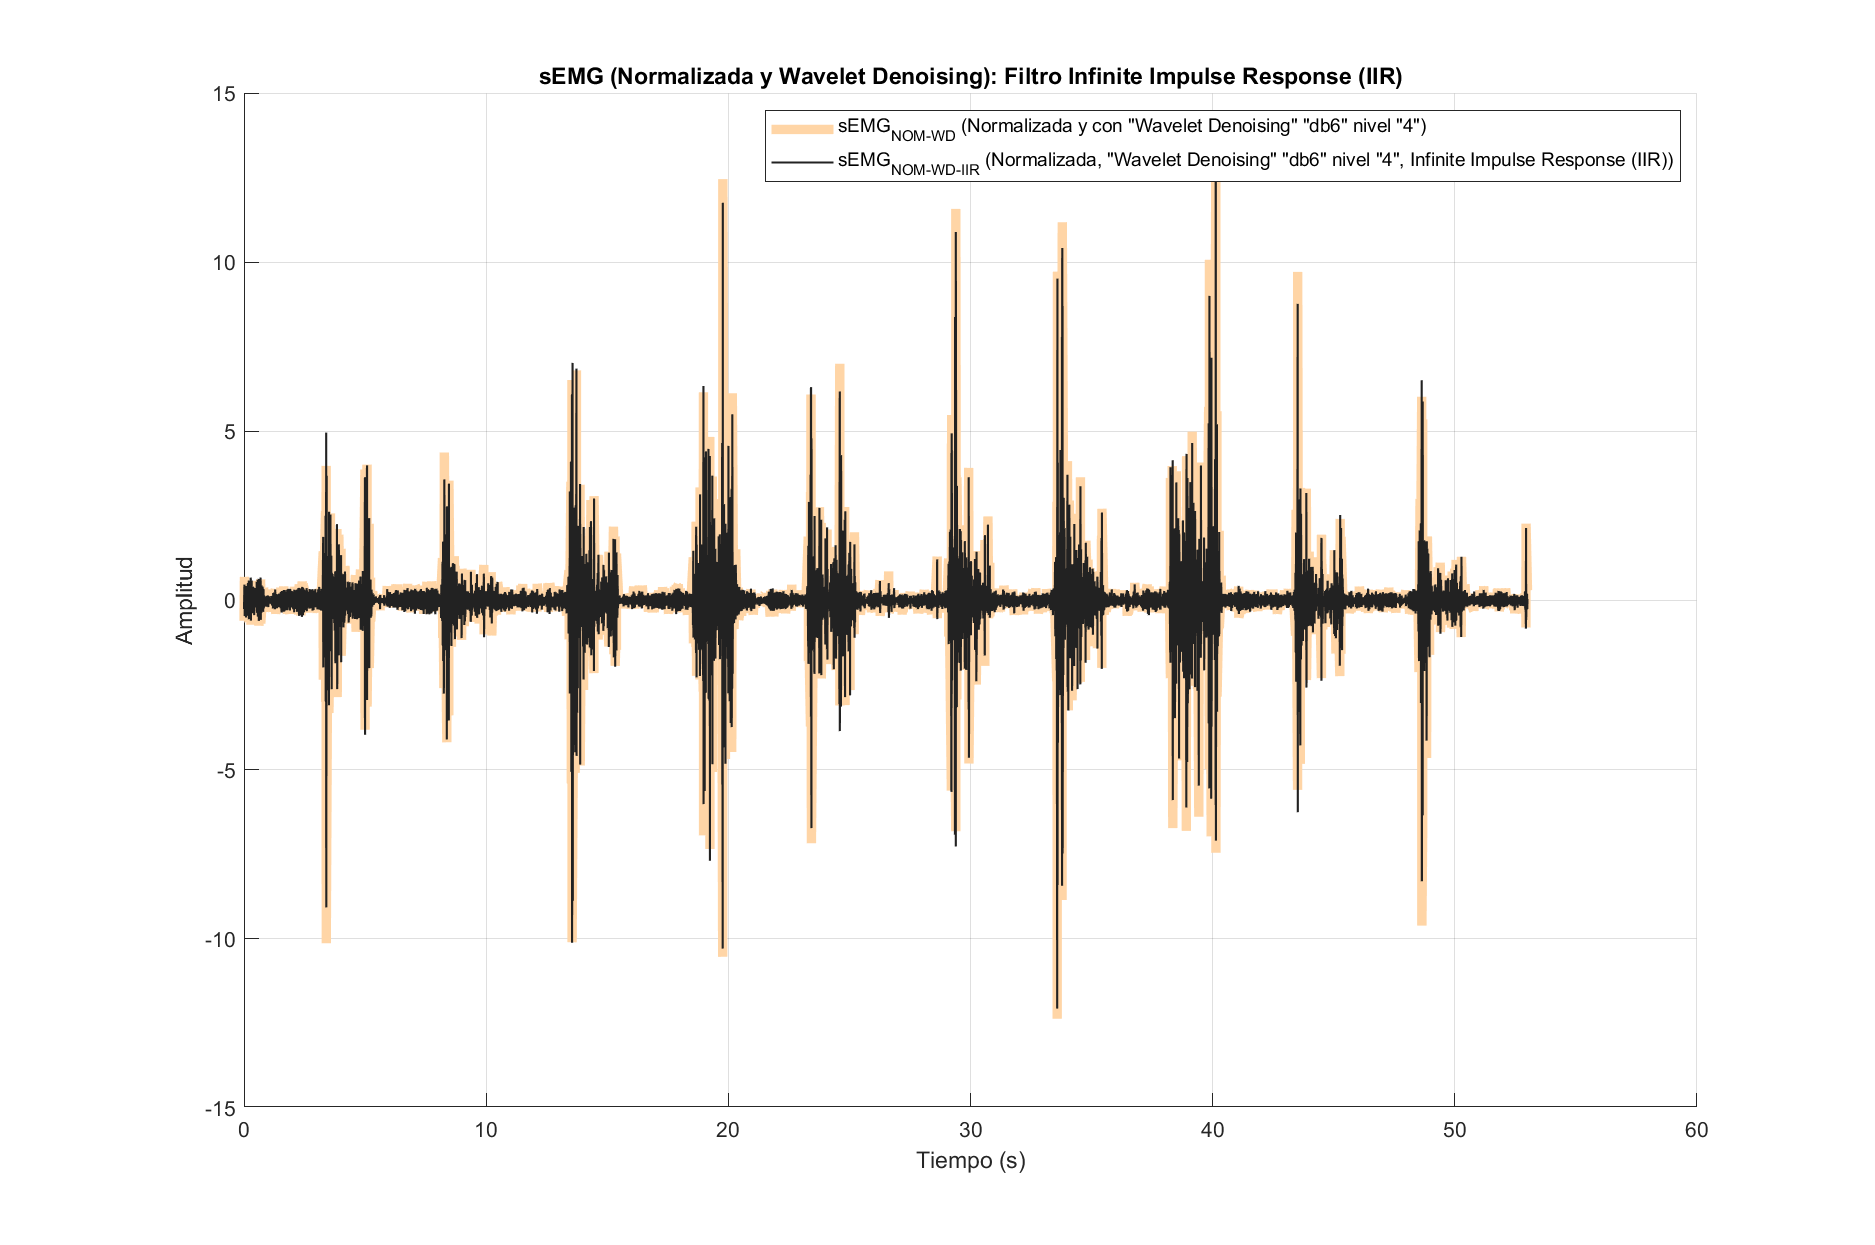 sEMG (Normalizada y Wavelet Denoising): Filtro Infinite Impulse Response (IIR)
sEMG_NOM-WD (Normalizada y con "Wavelet Denoising" "db6" nivel "4")
sEMG_NOM-WD-IIR (Normalizada, "Wavelet Denoising" "db6" nivel "4", Infinite Impulse Response (IIR))
15
10
5
0
-5
-10
-15
Amplitud
0 10 20 30 40 50 60
Tiempo (s)